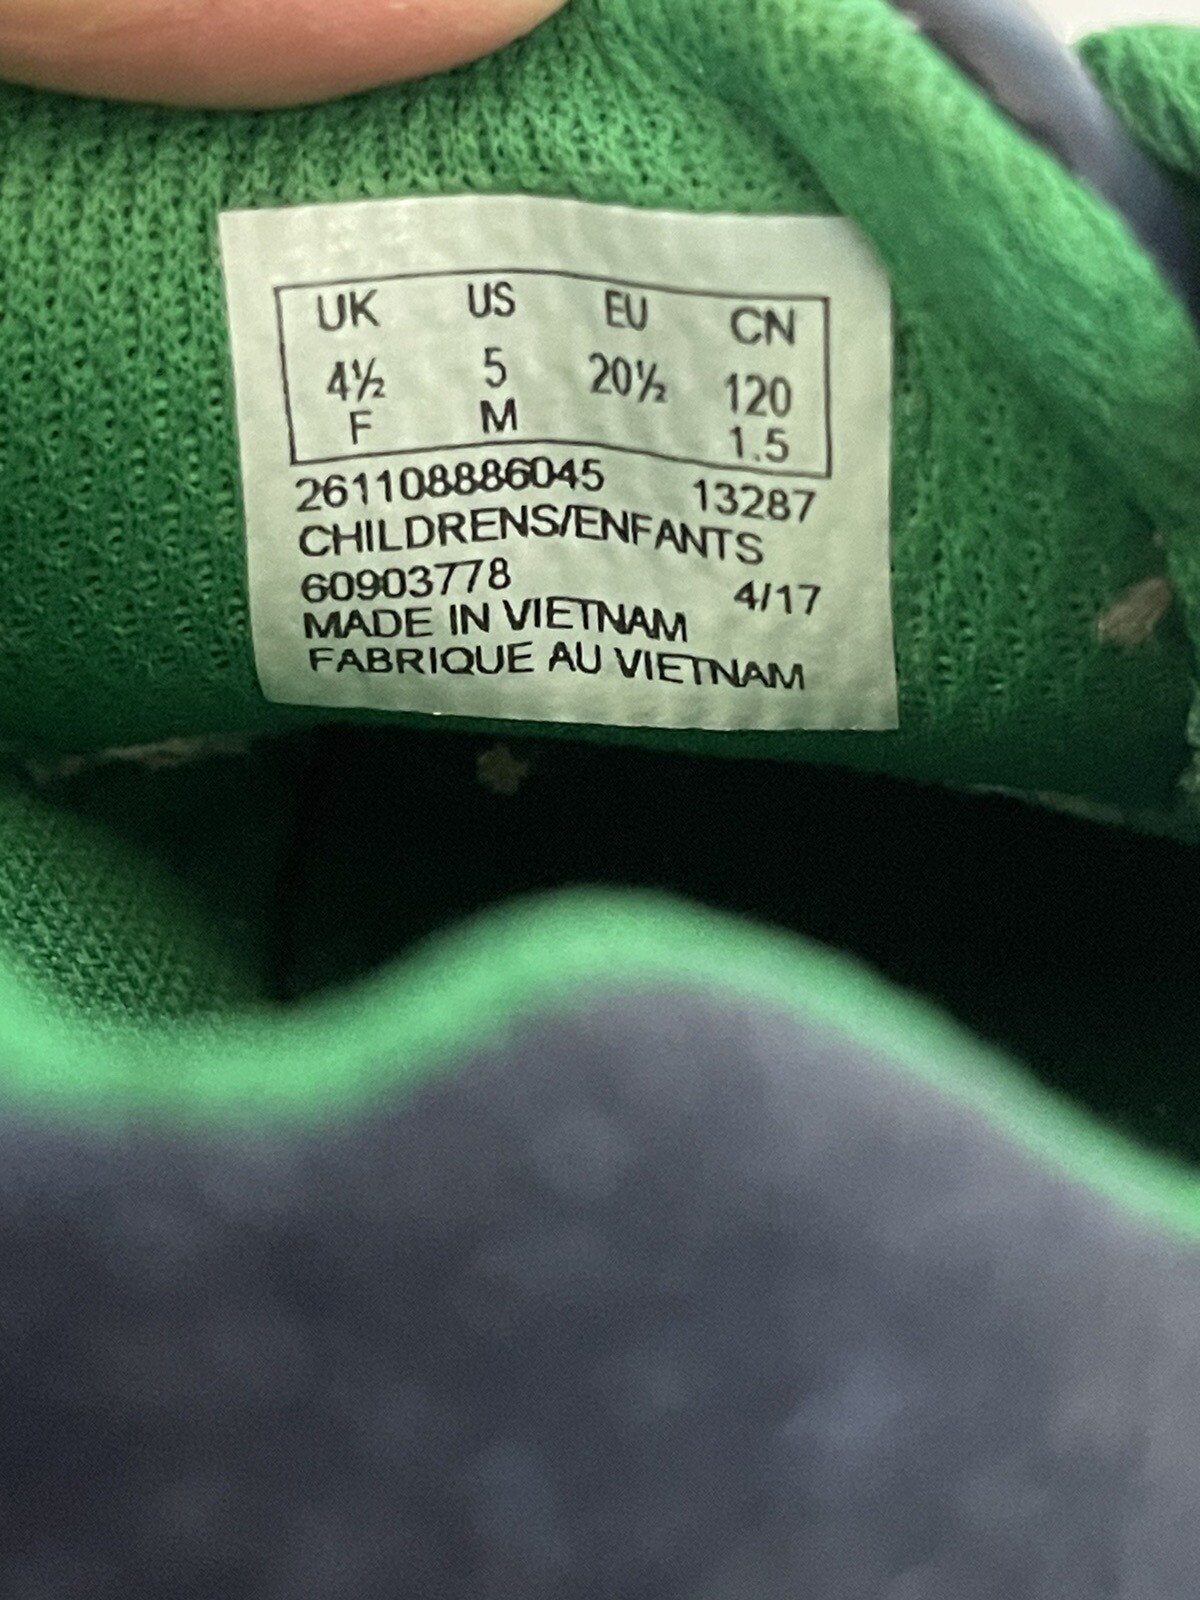 UK US EU CN
4½ 5 20½ 120
F M 1.5
261108886045 13287
CHILDRENS/ENFANTS
60903778 4/17
MADE IN VIETNAM
FABRIQUE AU VIETNAM